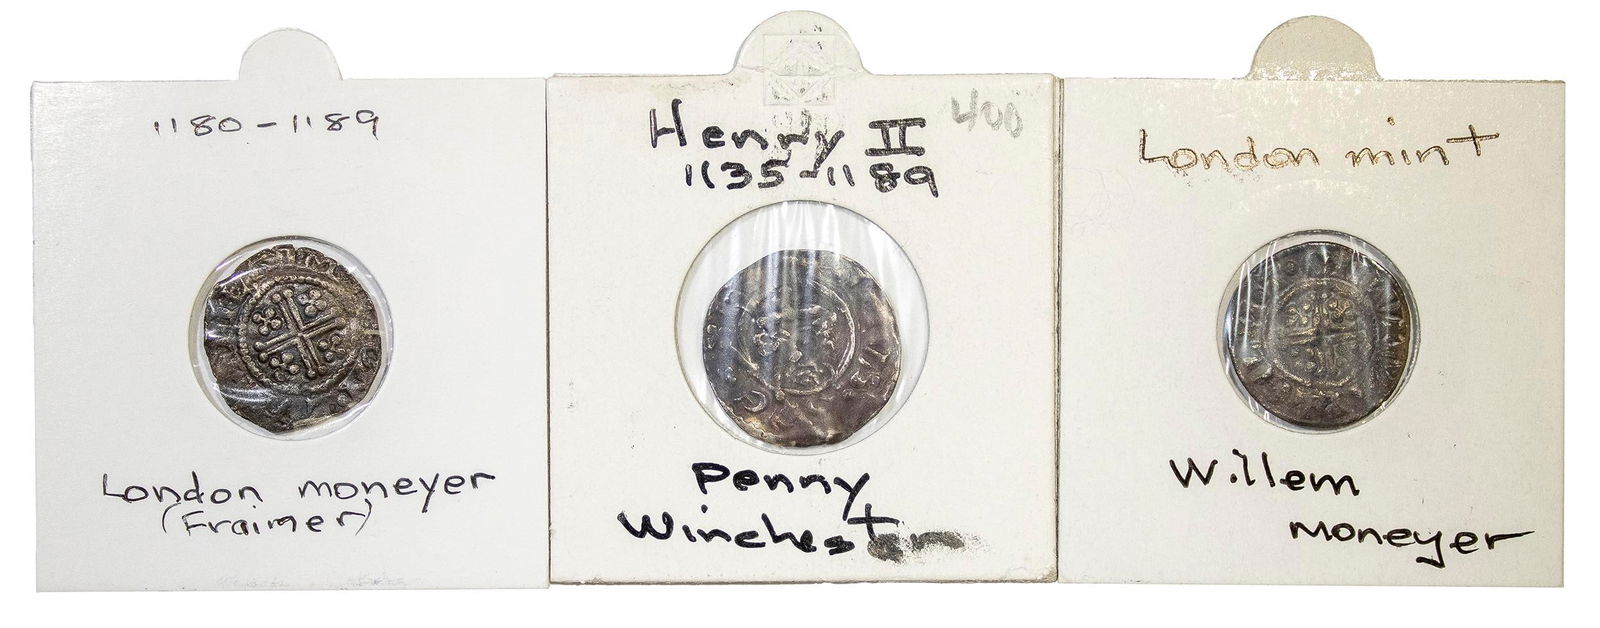 1180-1189
London moneyer
(Fraimer)
Henry II
400
1135-1189
Penny
Winchester
London mint
Willem
Moneyer